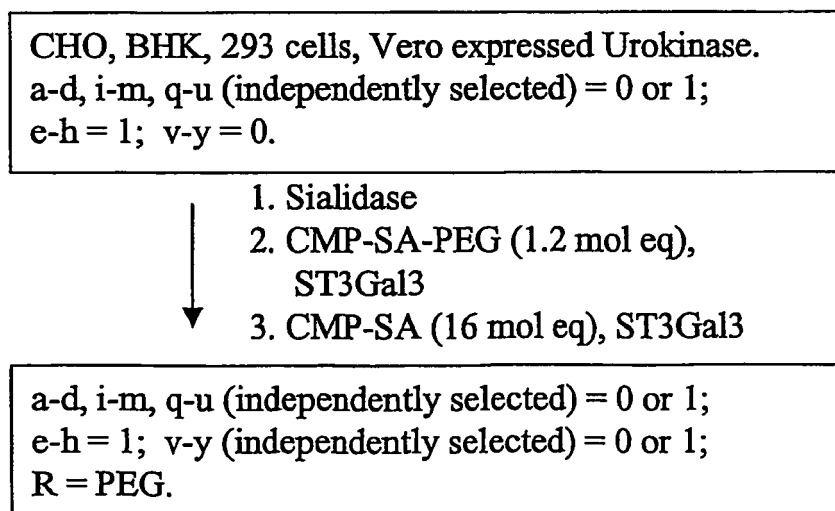 CHO, BHK, 293 cells, Vero expressed Urokinase.
a-d, i-m, q-u (independently selected) = 0 or 1;
e-h = 1; v-y = 0.
1. Sialidase
2. CMP-SA-PEG (1.2 mol eq),
ST3Gal3
3. CMP-SA (16 mol eq), ST3Gal3
a-d, i-m, q-u (independently selected) = 0 or 1;
e-h = 1; v-y (independently selected) = 0 or 1;
R = PEG.